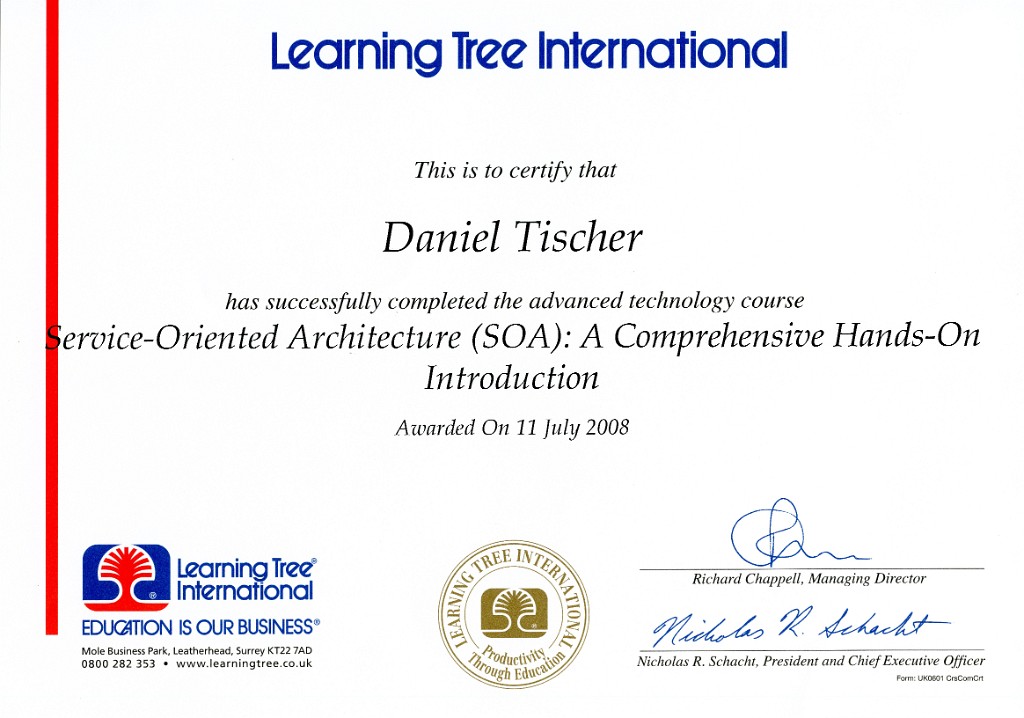 Learning Tree International
This is to certify that
Daniel Tischer
has successfully completed the advanced technology course
Service-Oriented Architecture (SOA): A Comprehensive Hands-On
Introduction
Awarded On 11 July 2008
Learning Tree®
International
®
EDUCATION IS OUR BUSINESS®
Mole Business Park, Leatherhead, Surrey KT22 7AD
0800 282 353 • www.learningtree.co.uk
LEARNING TREE INTERNATIONAL
®
Productivity
Through Education
Richard Chappell, Managing Director
Nicholas R. Schacht
Nicholas R. Schacht, President and Chief Executive Officer
Form: UK0801 CrsComCrt